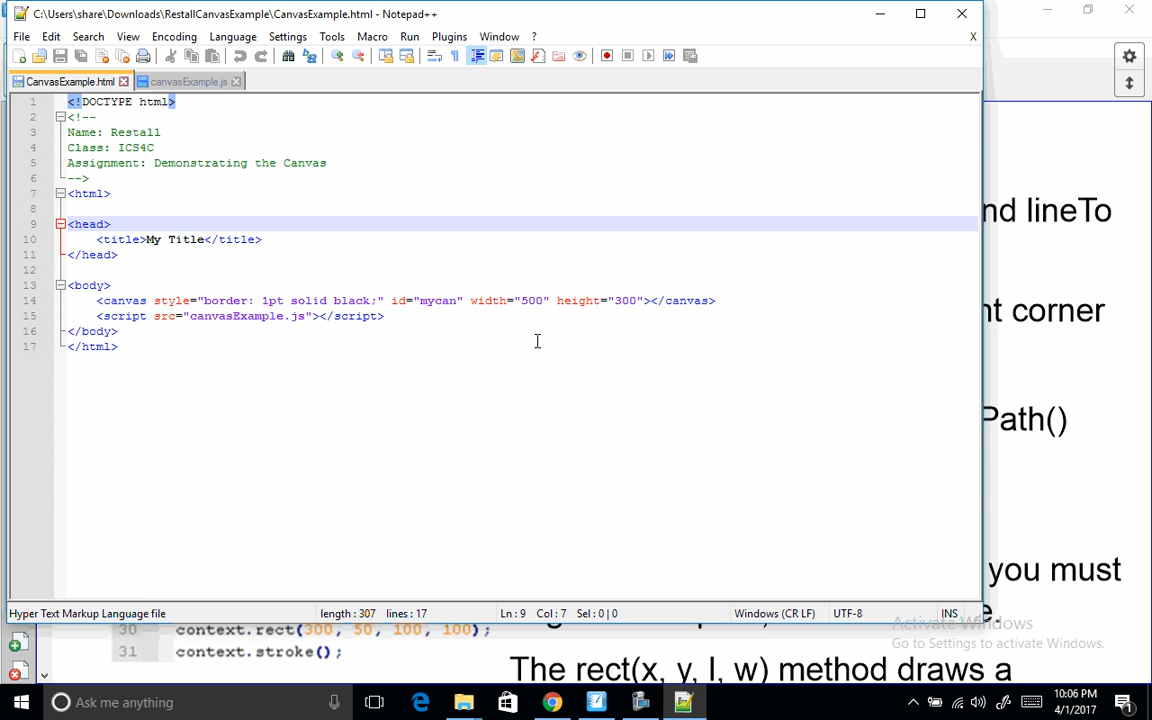 C:\Users\share\Downloads\RestallCanvasExample\CanvasExample.html - Notepad++
File Edit Search View Encoding Language Settings Tools Macro Run Plugins Window ? X
CanvasExample.html canvasExample.js
1 <!DOCTYPE html>
2 <!--
3 Name: Restall
4 Class: ICS4C
5 Assignment: Demonstrating the Canvas
6 -->
7 <html>
8
9 <head>
10 <title>My Title</title>
11 </head>
12
13 <body>
14 <canvas style="border: 1pt solid black;" id="mycan" width="500" height="300"></canvas>
15 <script src="canvasExample.js"></script>
16 </body>
17 </html>
nd lineTo
nt corner
Path()
you must
e.
Hyper Text Markup Language file length : 307 lines : 17 Ln : 9 Col : 7 Sel : 0 | 0 Windows (CR LF) UTF-8 INS
Activate Windows
Go to Settings to activate Windows.
30 context.rect(300, 50, 100, 100);
31 context.stroke();
The rect(x, y, l, w) method draws a
Ask me anything
10:06 PM
4/1/2017
1